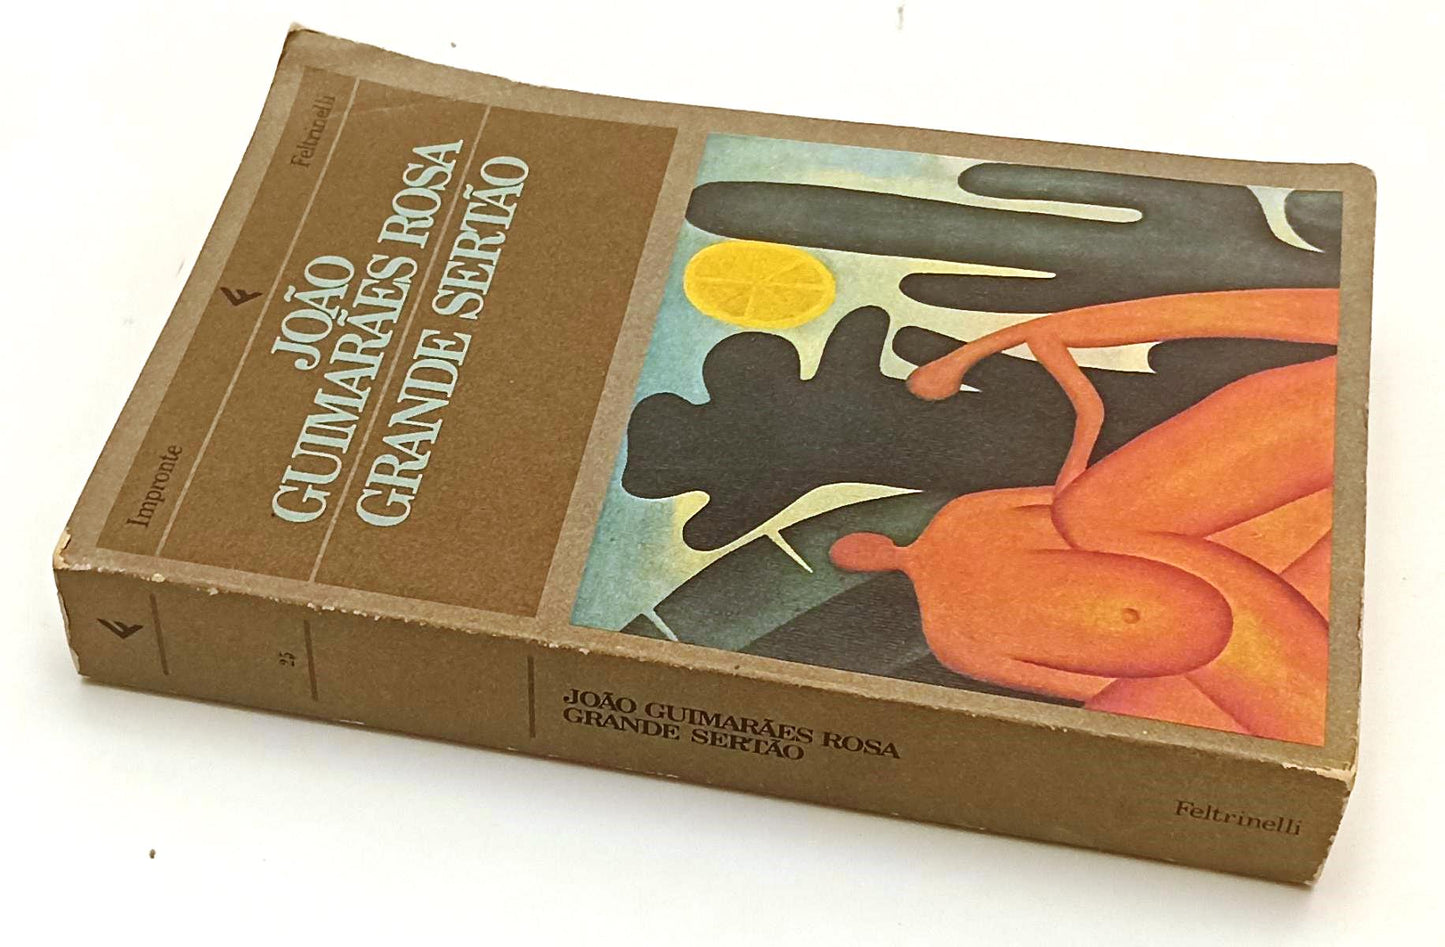 Impronte
Feltrinelli
JOÃO
GUIMARÃES ROSA
GRANDE SERTÃO
25
JOÃO GUIMARÃES ROSA
GRANDE SERTÃO
Feltrinelli